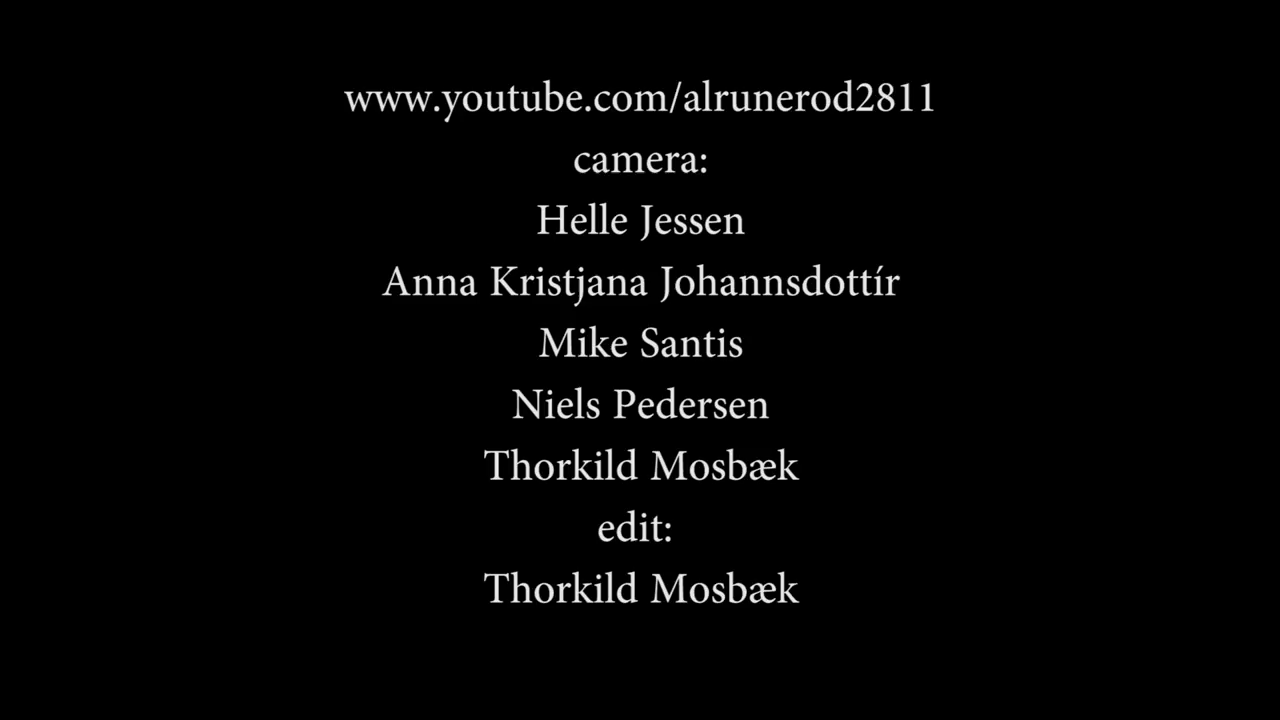 www.youtube.com/alrunerod2811
camera:
Helle Jessen
Anna Kristjana Johannsdottír
Mike Santis
Niels Pedersen
Thorkild Mosbæk
edit:
Thorkild Mosbæk